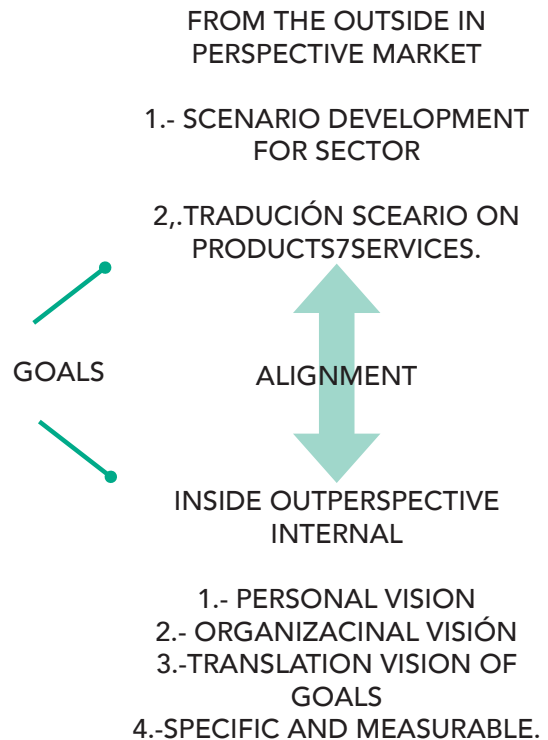 FROM THE OUTSIDE IN
PERSPECTIVE MARKET
1.- SCENARIO DEVELOPMENT
FOR SECTOR
2,.TRADUCIÓN SCEARIO ON
PRODUCTS7SERVICES.
GOALS
ALIGNMENT
INSIDE OUTPERSPECTIVE
INTERNAL
1.- PERSONAL VISION
2.- ORGANIZACINAL VISIÓN
3.-TRANSLATION VISION OF
GOALS
4.-SPECIFIC AND MEASURABLE.